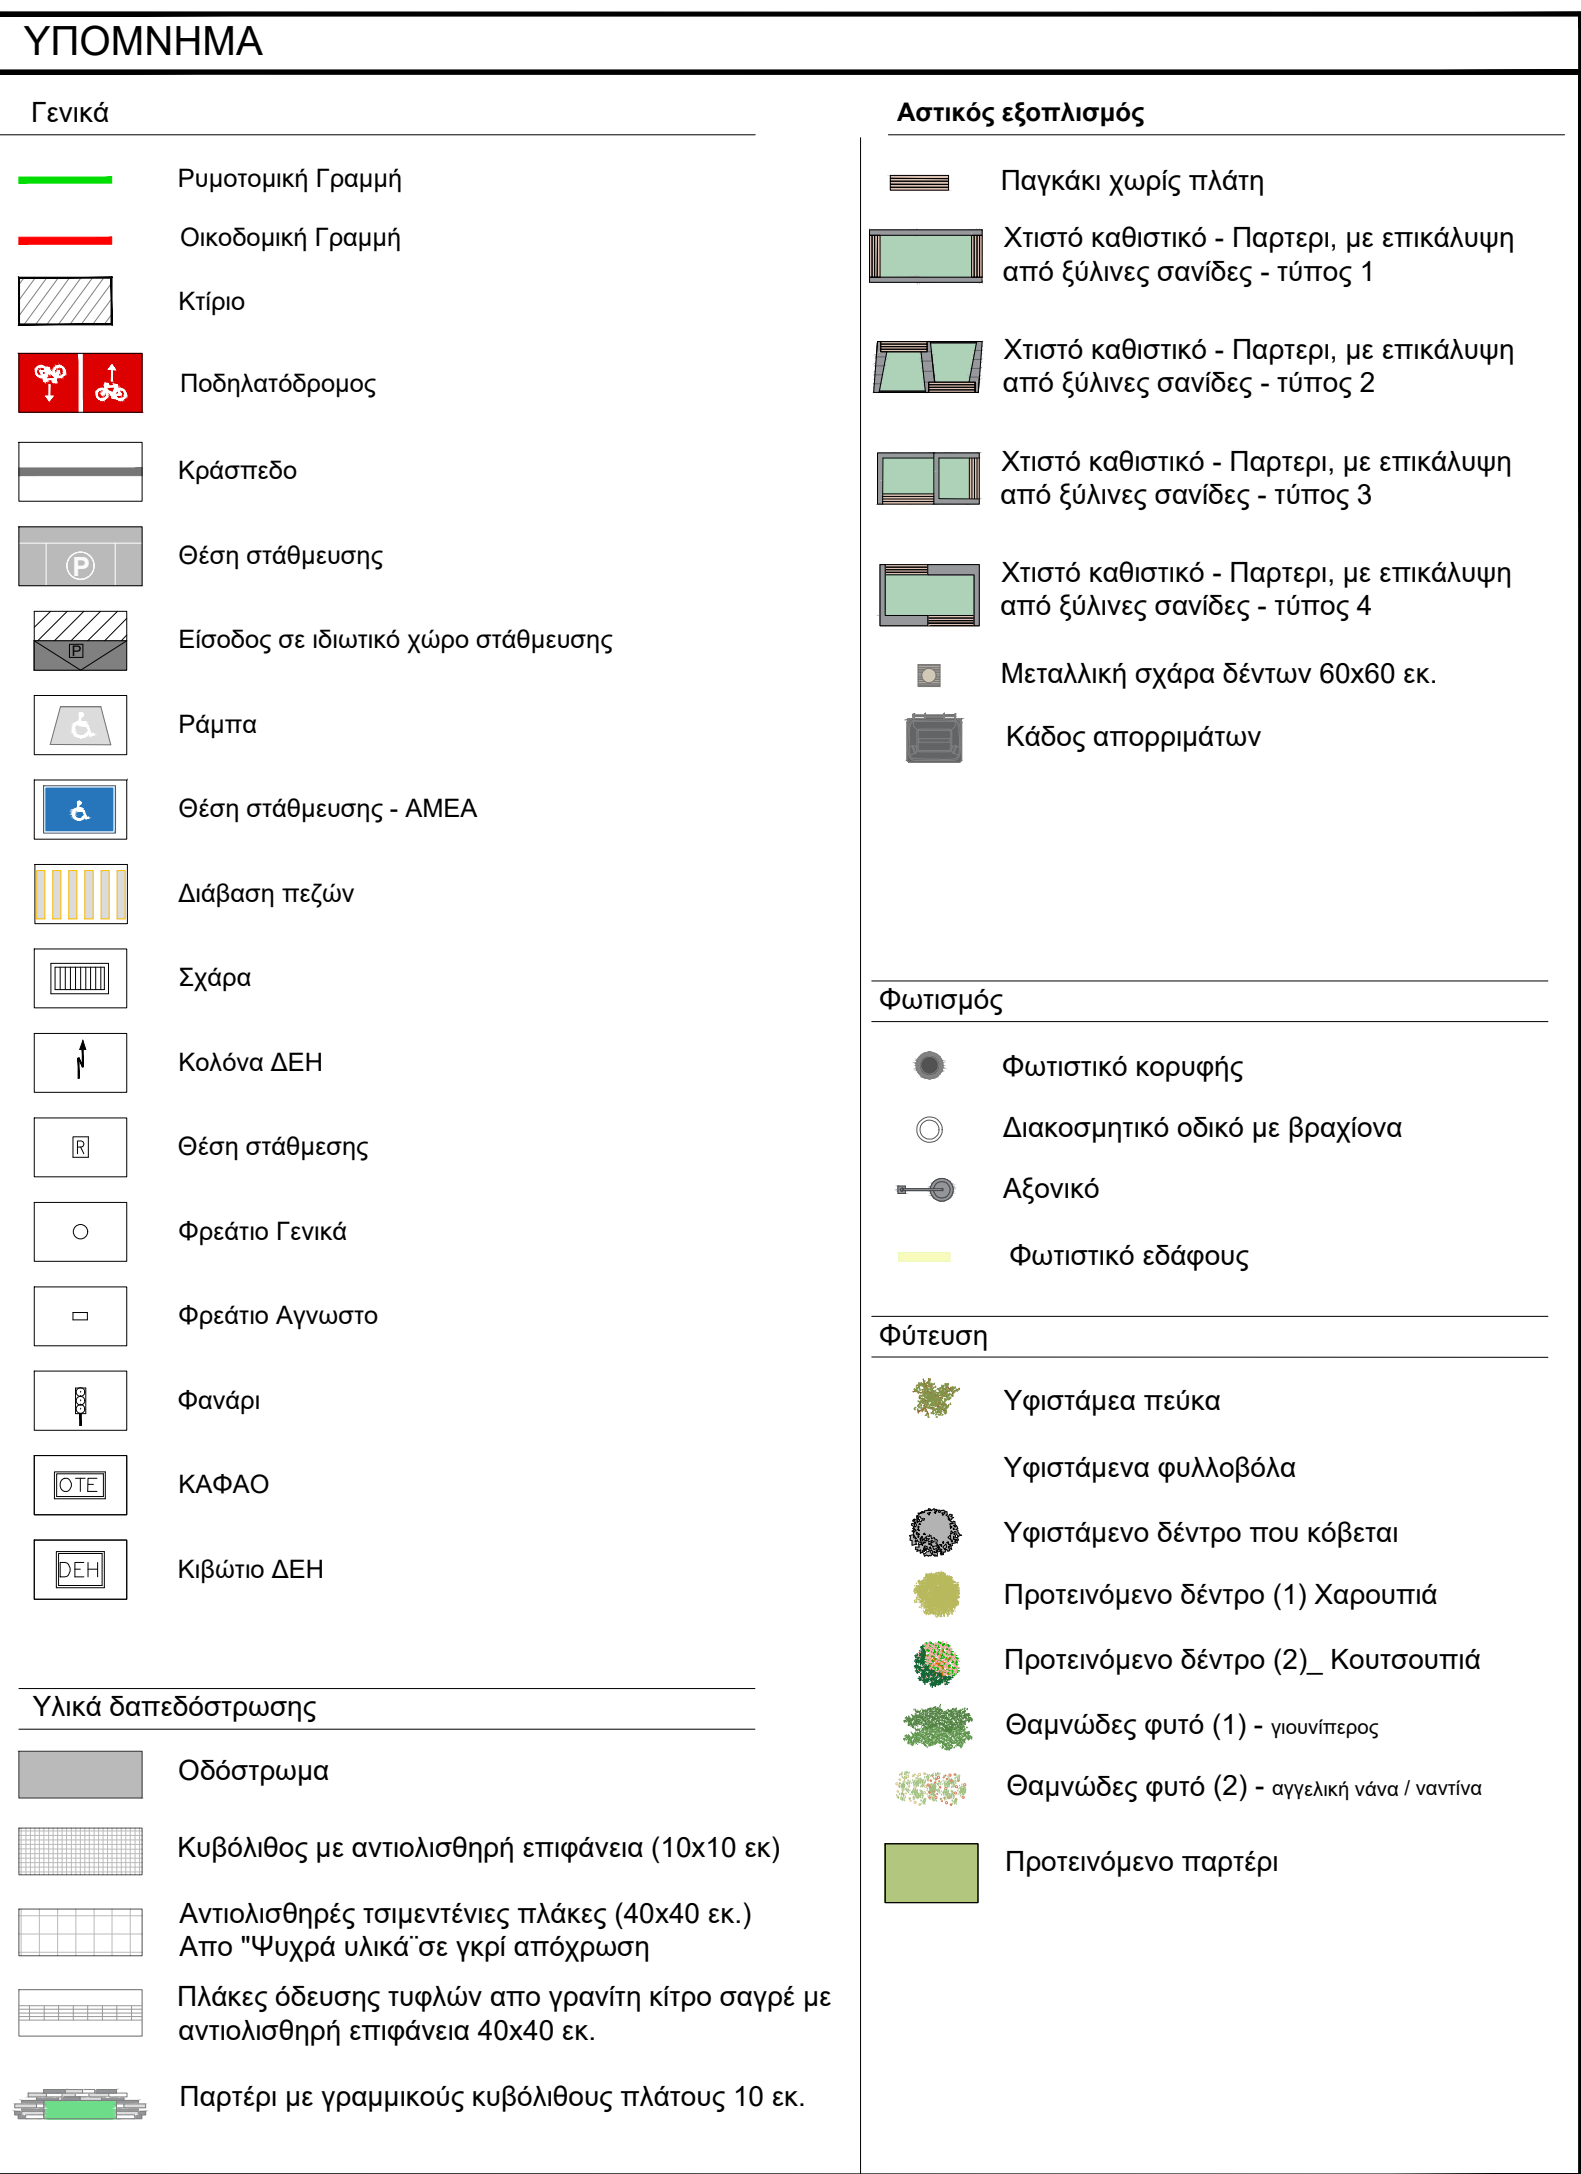 ΥΠΟΜΝΗΜΑ
Γενικά
Ρυμοτομική Γραμμή
Οικοδομική Γραμμή
Κτίριο
Ποδηλατόδρομος
Κράσπεδο
P
Θέση στάθμευσης
P
Είσοδος σε ιδιωτικό χώρο στάθμευσης
Ράμπα
Θέση στάθμευσης - ΑΜΕΑ
Διάβαση πεζών
Σχάρα
Κολόνα ΔΕΗ
R
Θέση στάθμεσης
Φρεάτιο Γενικά
Φρεάτιο Αγνωστο
Φανάρι
OTE
ΚΑΦΑΟ
DEH
Κιβώτιο ΔΕΗ
Υλικά δαπεδόστρωσης
Οδόστρωμα
Κυβόλιθος με αντιολισθηρή επιφάνεια (10x10 εκ)
Αντιολισθηρές τσιμεντένιες πλάκες (40x40 εκ.)
Απο "Ψυχρά υλικά¨σε γκρί απόχρωση
Πλάκες όδευσης τυφλών απο γρανίτη κίτρο σαγρέ με
αντιολισθηρή επιφάνεια 40x40 εκ.
Παρτέρι με γραμμικούς κυβόλιθους πλάτους 10 εκ.
Αστικός εξοπλισμός
Παγκάκι χωρίς πλάτη
Χτιστό καθιστικό - Παρτερι, με επικάλυψη
από ξύλινες σανίδες - τύπος 1
Χτιστό καθιστικό - Παρτερι, με επικάλυψη
από ξύλινες σανίδες - τύπος 2
Χτιστό καθιστικό - Παρτερι, με επικάλυψη
από ξύλινες σανίδες - τύπος 3
Χτιστό καθιστικό - Παρτερι, με επικάλυψη
από ξύλινες σανίδες - τύπος 4
Μεταλλική σχάρα δέντων 60x60 εκ.
Κάδος απορριμάτων
Φωτισμός
Φωτιστικό κορυφής
Διακοσμητικό οδικό με βραχίονα
Αξονικό
Φωτιστικό εδάφους
Φύτευση
Υφιστάμεα πεύκα
Υφιστάμενα φυλλοβόλα
Υφιστάμενο δέντρο που κόβεται
Προτεινόμενο δέντρο (1) Χαρουπιά
Προτεινόμενο δέντρο (2)_ Κουτσουπιά
Θαμνώδες φυτό (1) - γιουνίπερος
Θαμνώδες φυτό (2) - αγγελική νάνα / ναντίνα
Προτεινόμενο παρτέρι